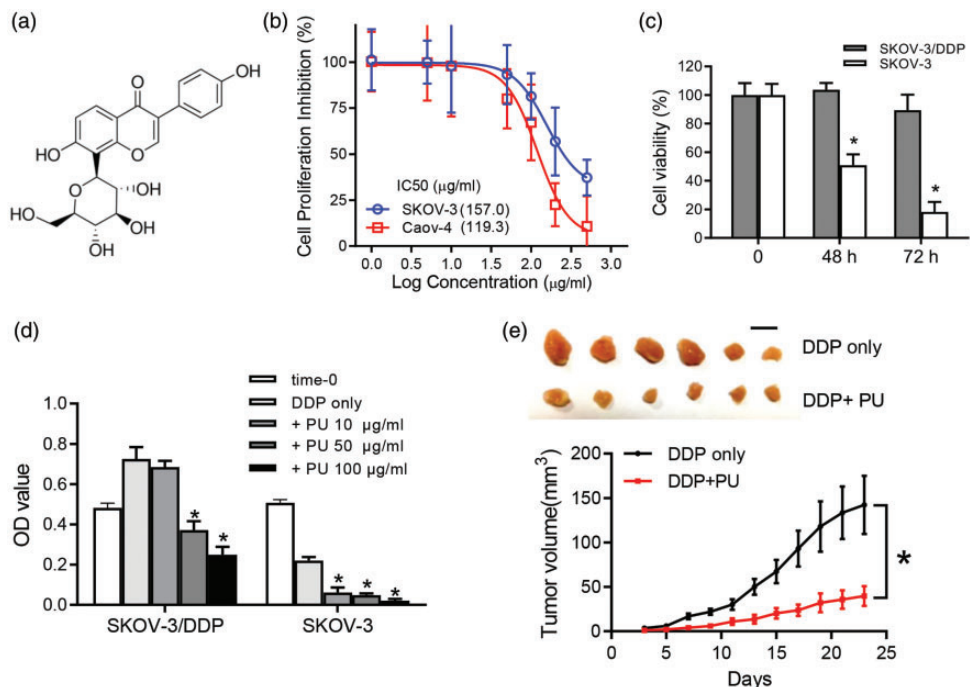 (a)
OH
O
HO
O
O
OH
HO
OH
OH
(b)
Cell Proliferation Inhibition (%)
100
75
50
25
0
IC50 (μg/ml)
SKOV-3 (157.0)
Caov-4 (119.3)
0.0 0.5 1.0 1.5 2.0 2.5 3.0
Log Concentration (μg/ml)
(c)
SKOV-3/DDP
SKOV-3
Cell viability (%)
120
100
80
60
40
20
0
*
*
0 48 h 72 h
(d)
time-0
DDP only
+ PU 10 μg/ml
+ PU 50 μg/ml
+ PU 100 μg/ml
OD value
0.8
0.6
0.4
0.2
0.0
* *
* * *
SKOV-3/DDP SKOV-3
(e)
DDP only
DDP+ PU
DDP only
DDP+PU
Tumor volume(mm³)
200
150
100
50
0
*
0 5 10 15 20 25
Days